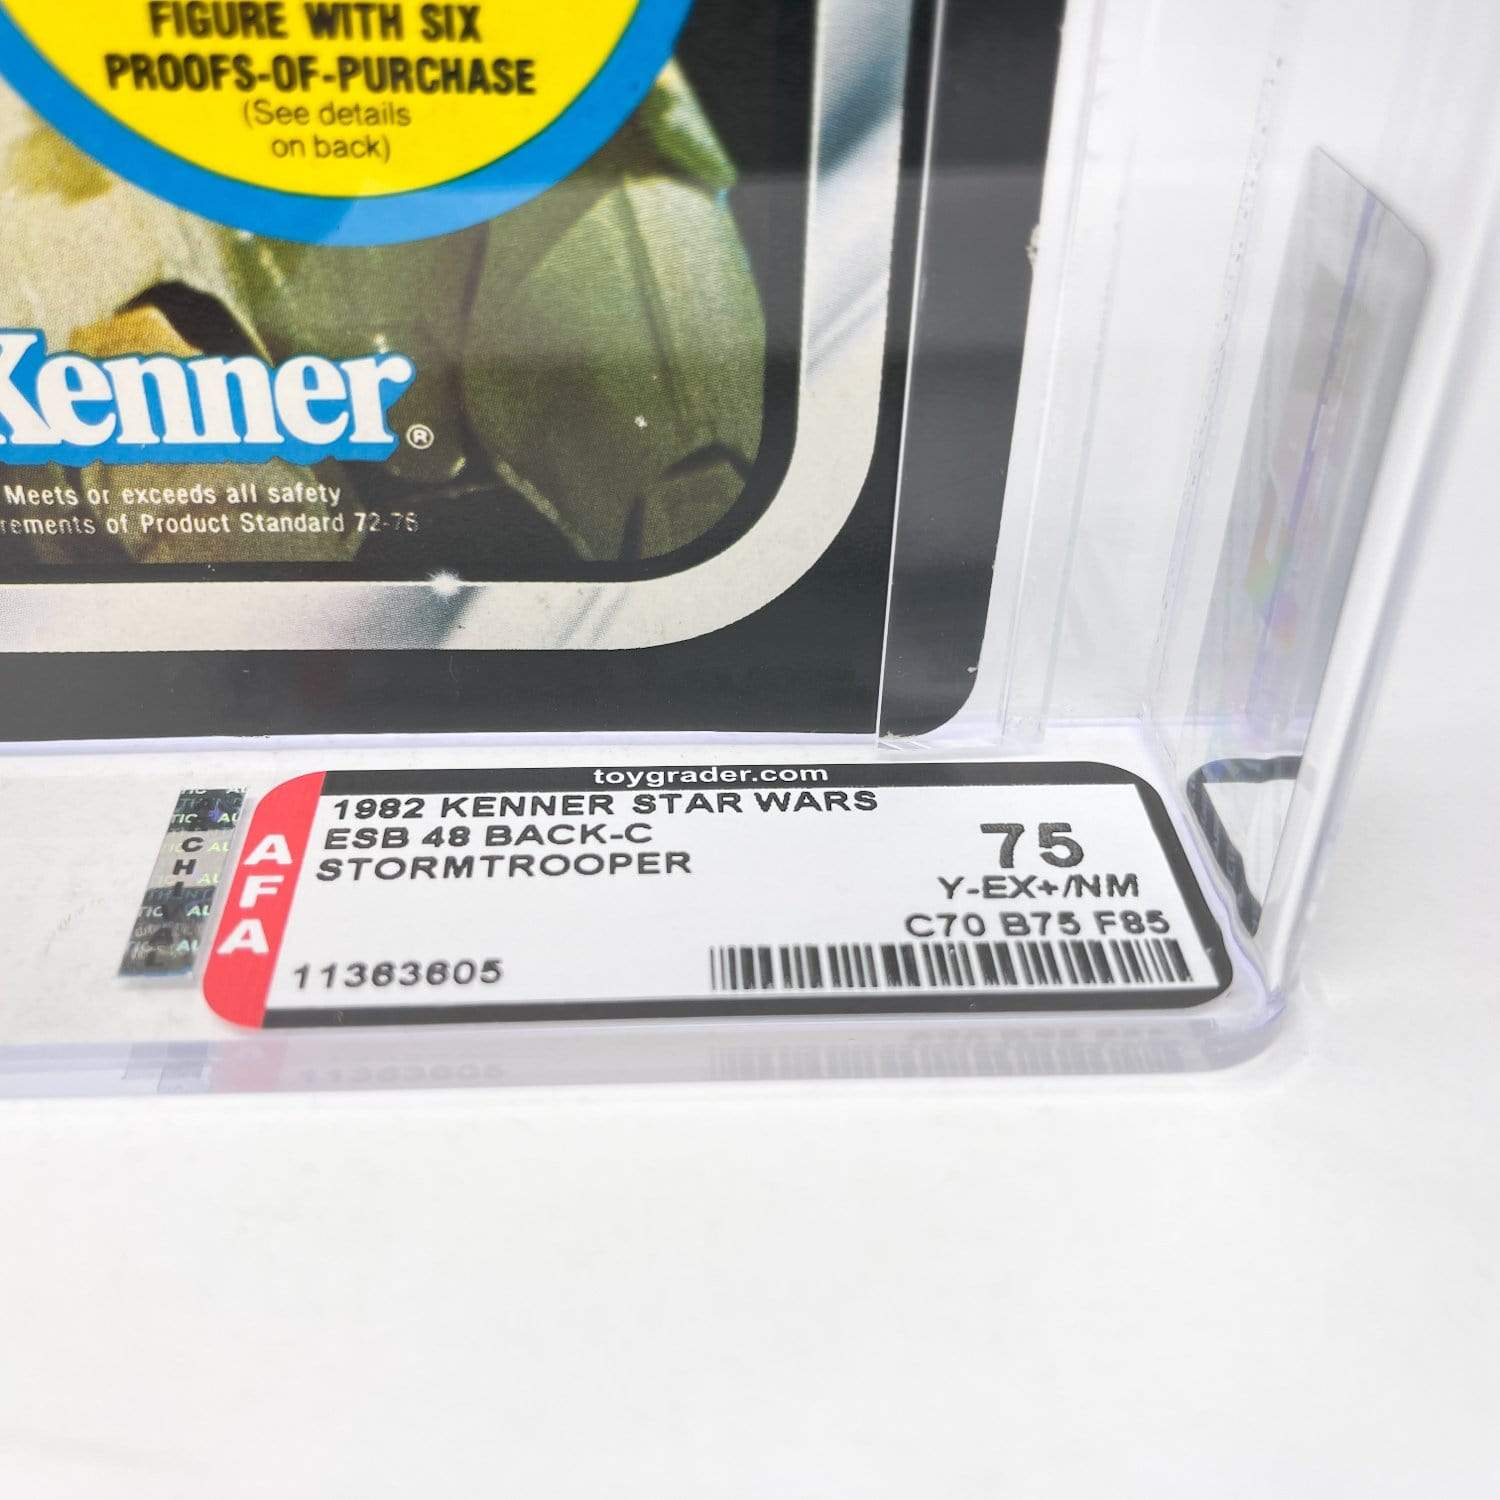 FIGURE WITH SIX
PROOFS-OF-PURCHASE
(See details
on back)
Kenner®
Meets or exceeds all safety
rements of Product Standard 72-76
toygrader.com
1982 KENNER STAR WARS
ESB 48 BACK-C
STORMTROOPER
75
Y-EX+/NM
C70 B75 F85
AFA
11363605